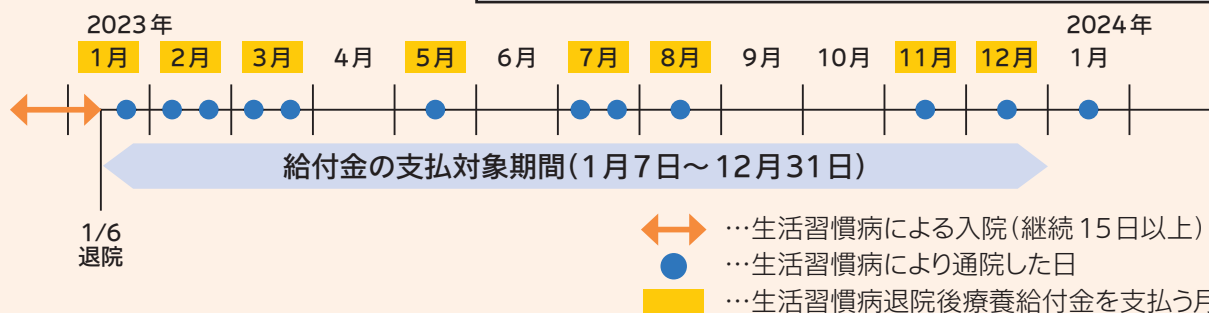 2023年 2024年
1月 2月 3月 4月 5月 6月 7月 8月 9月 10月 11月 12月 1月
給付金の支払対象期間(1月7日〜12月31日)
1/6
退院
…生活習慣病による入院(継続15日以上)
…生活習慣病により通院した日
…生活習慣病退院後療養給付金を支払う月